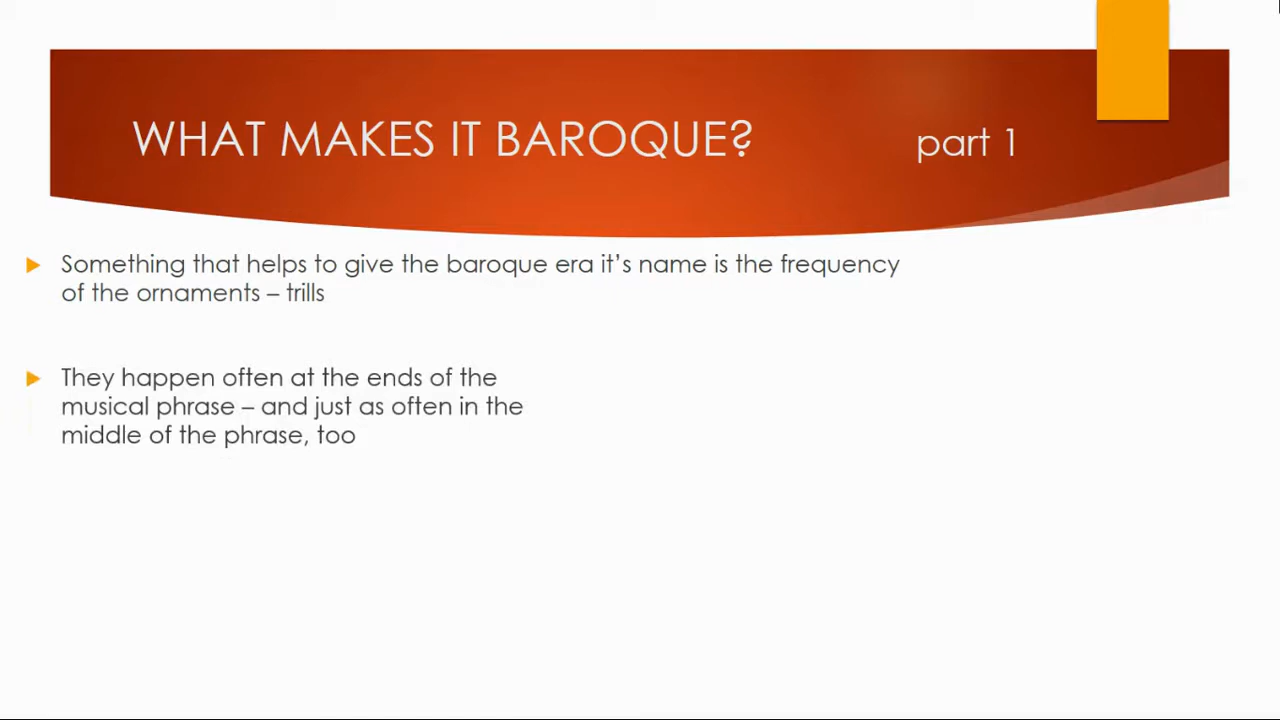 WHAT MAKES IT BAROQUE? part 1
Something that helps to give the baroque era it’s name is the frequency
of the ornaments – trills
They happen often at the ends of the
musical phrase – and just as often in the
middle of the phrase, too